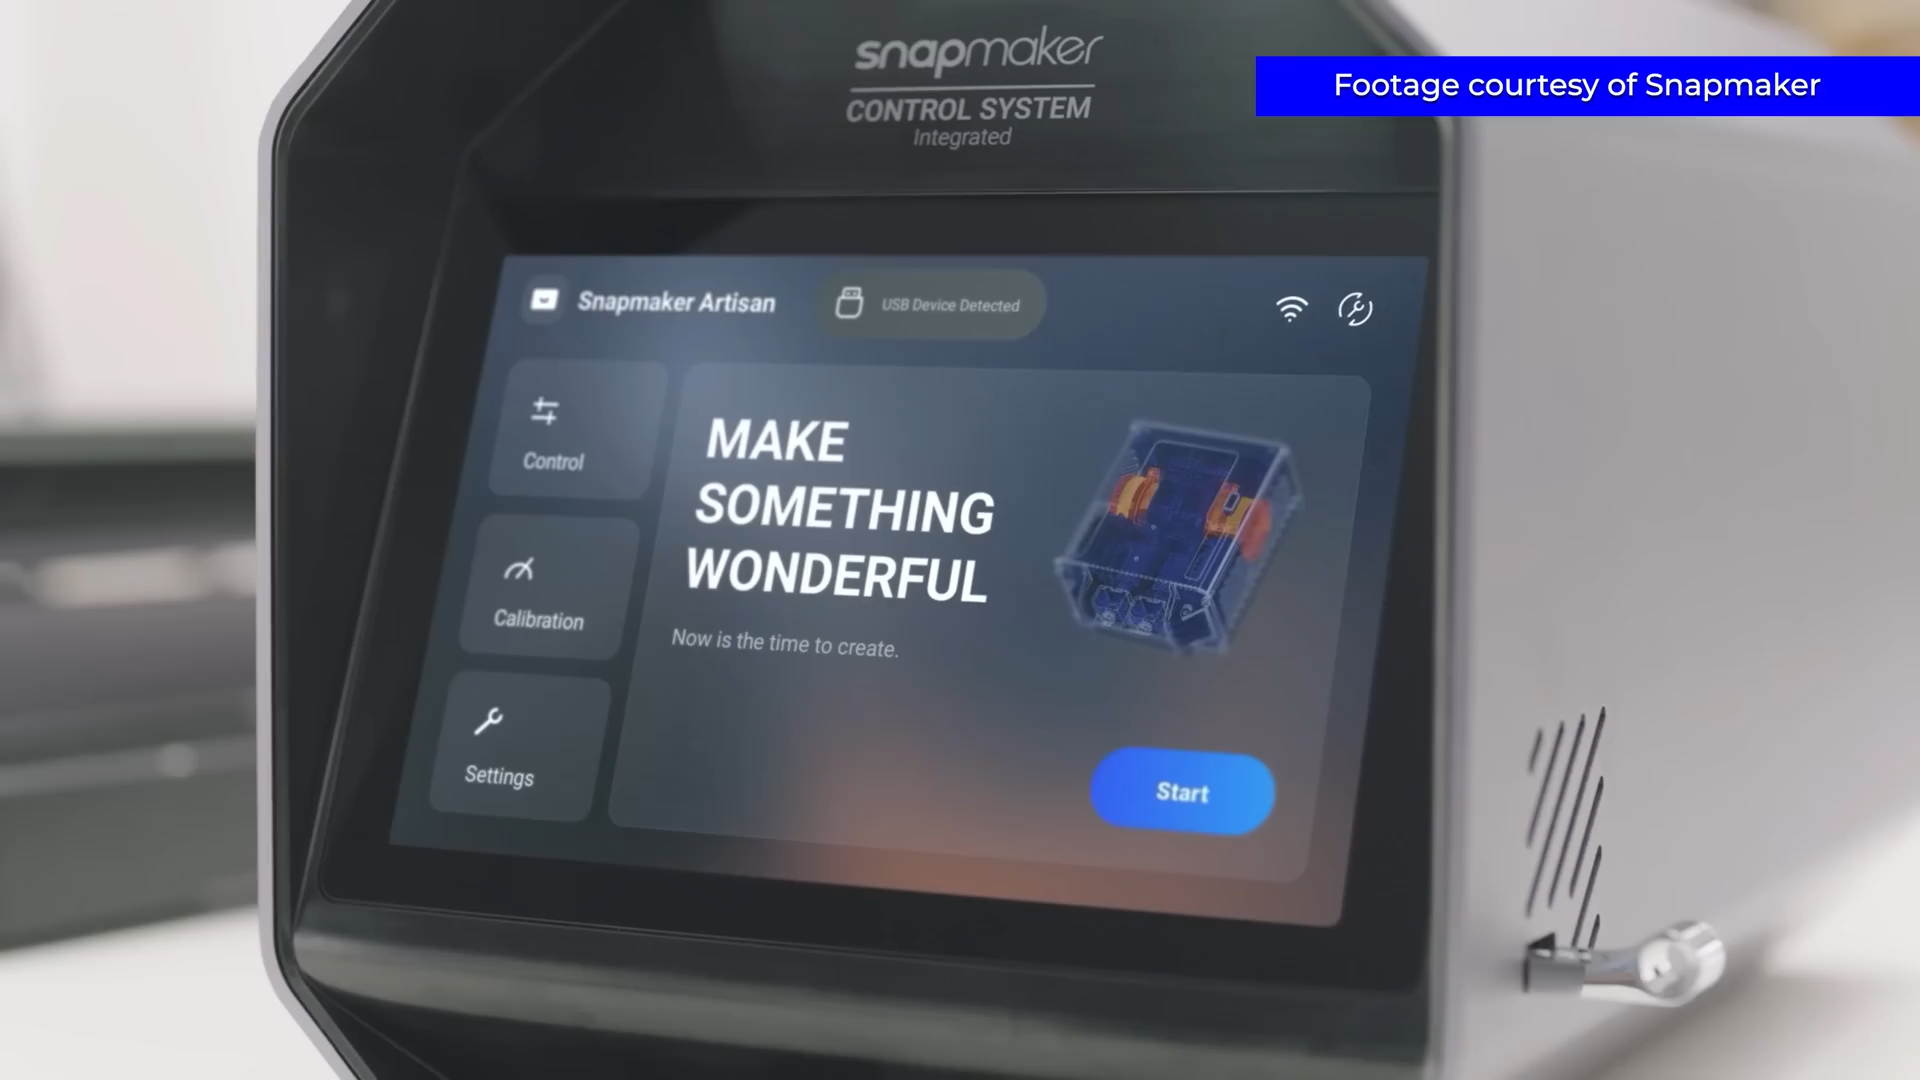 snapmaker
CONTROL SYSTEM
Integrated
Footage courtesy of Snapmaker
Snapmaker Artisan
USB Device Detected
Control
Calibration
Settings
MAKE
SOMETHING
WONDERFUL
Now is the time to create.
Start